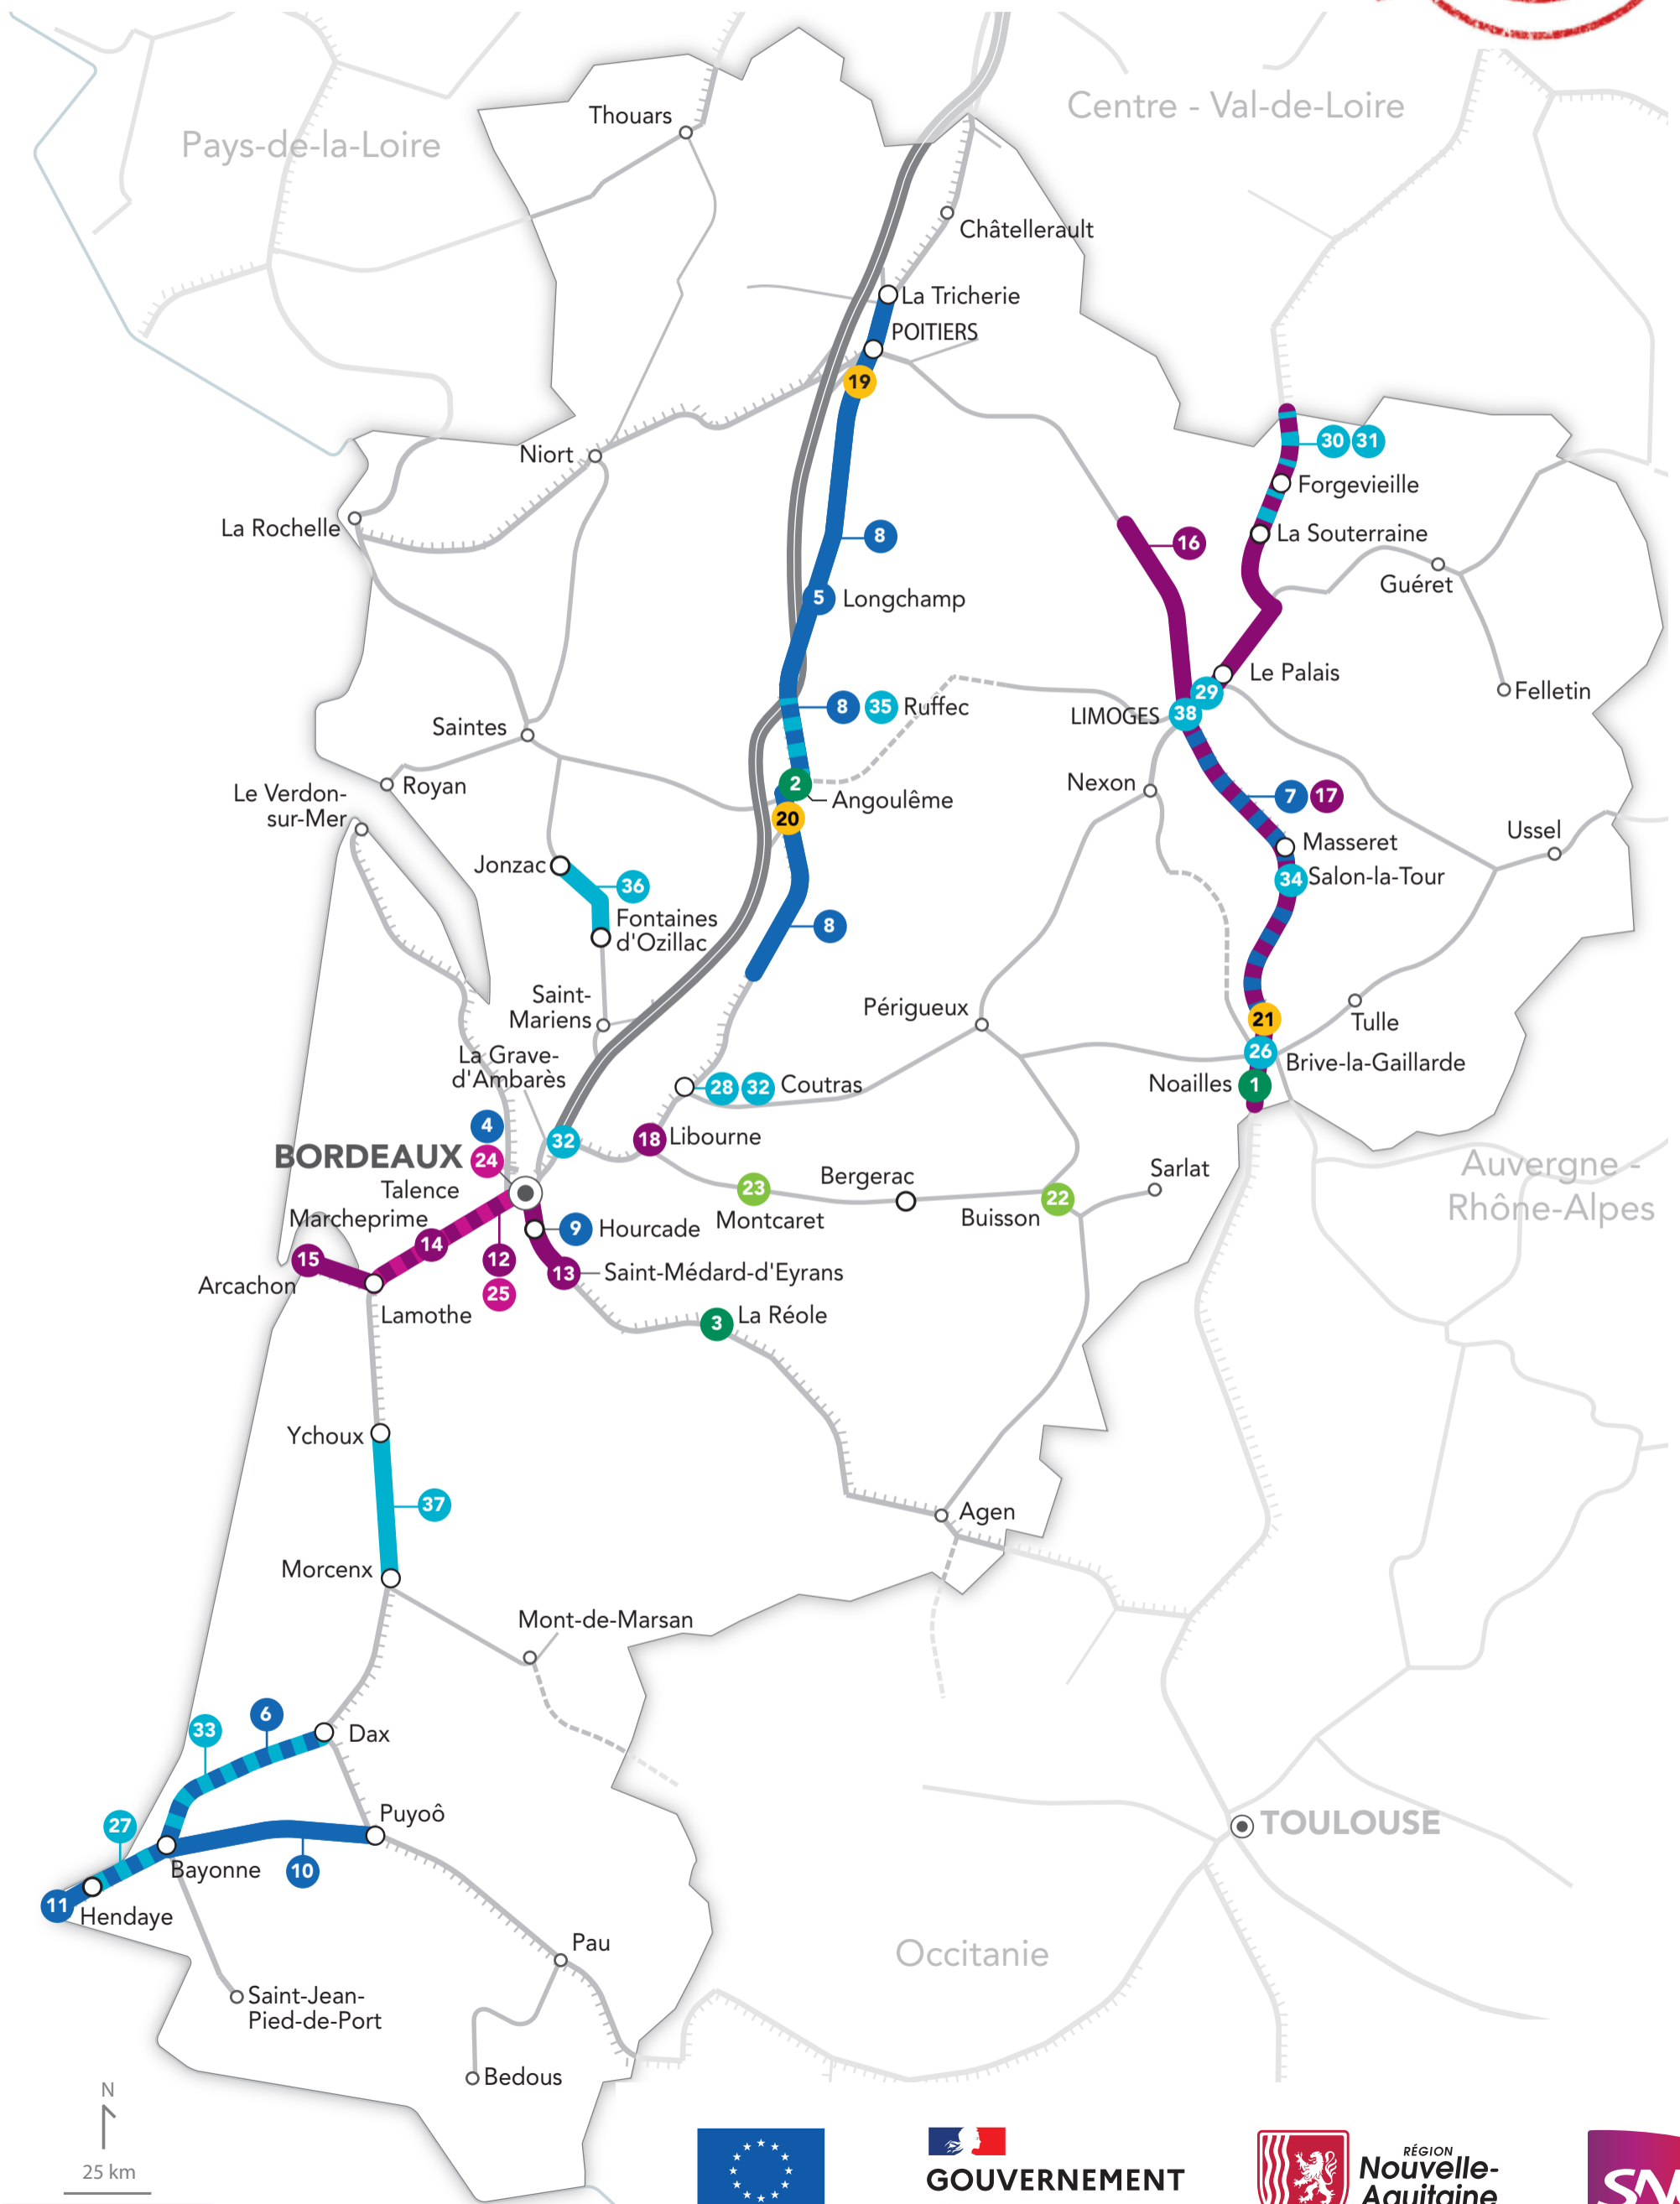 Centre - Val-de-Loire
Thouars
Pays-de-la-Loire
Châtellerault
La Tricherie
POITIERS
19
30 31
Niort
Forgevieille
La Rochelle
La Souterraine
8
16
Guéret
5 Longchamp
Le Palais
29
Felletin
8 35 Ruffec
LIMOGES 38
Saintes
Nexon
Royan
2
Angoulême
7 17
Le Verdon-
sur-Mer
20
Ussel
Masseret
Jonzac
36
34 Salon-la-Tour
Fontaines
d'Ozillac
8
Saint-
Mariens
Périgueux
21
Tulle
La Grave-
d'Ambarès
26
Brive-la-Gaillarde
28 32 Coutras
Noailles 1
4
32
18 Libourne
BORDEAUX 24
Auvergne -
Rhône-Alpes
Talence
Bergerac
Sarlat
23
Montcaret
22
Buisson
Marcheprime
14
9 Hourcade
15
12
13 Saint-Médard-d'Eyrans
Arcachon
25
Lamothe
3 La Réole
Ychoux
37
Agen
Morcenx
Mont-de-Marsan
6
33
Dax
27
Puyoô
TOULOUSE
Bayonne
10
11
Hendaye
Pau
Occitanie
Saint-Jean-
Pied-de-Port
Bedous
N
25 km
GOUVERNEMENT
RÉGION
Nouvelle-
Aquitaine
SN